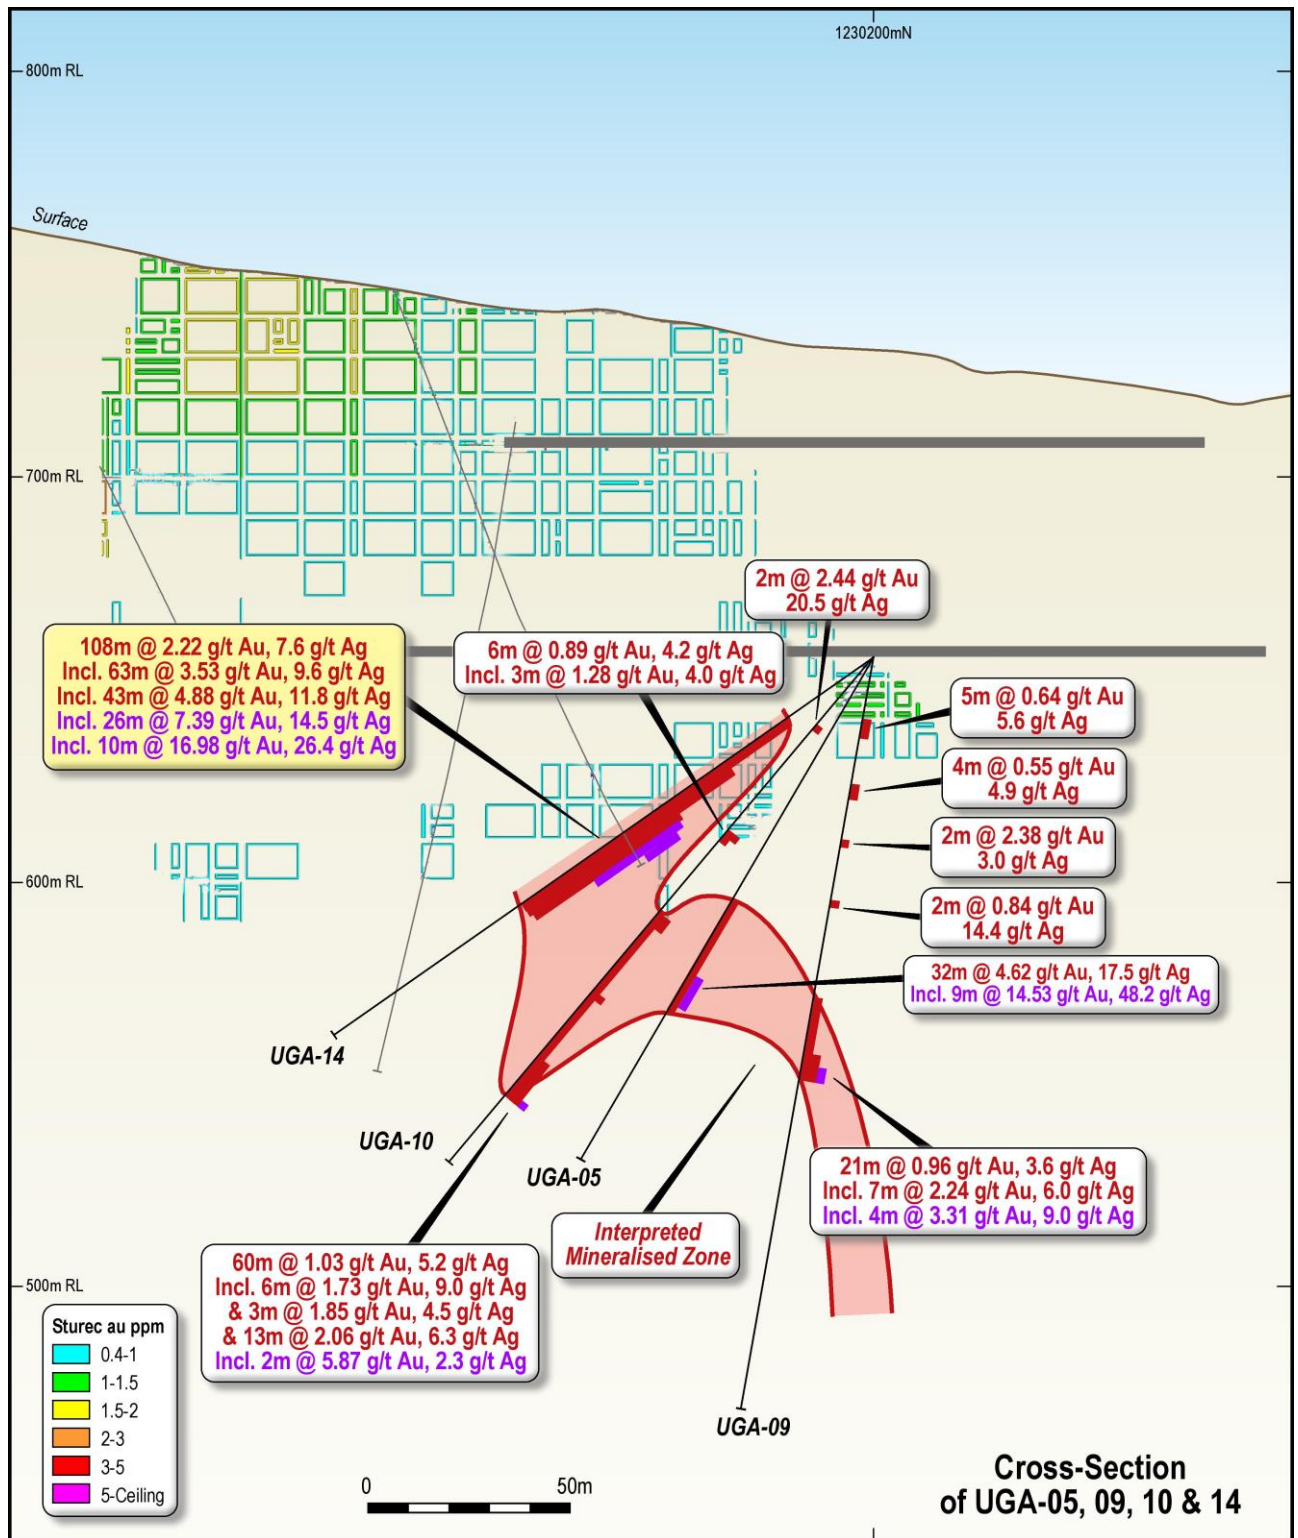 1230200mN
800m RL
Surface
700m RL
2m @ 2.44 g/t Au
20.5 g/t Ag
108m @ 2.22 g/t Au, 7.6 g/t Ag
Incl. 63m @ 3.53 g/t Au, 9.6 g/t Ag
Incl. 43m @ 4.88 g/t Au, 11.8 g/t Ag
Incl. 26m @ 7.39 g/t Au, 14.5 g/t Ag
Incl. 10m @ 16.98 g/t Au, 26.4 g/t Ag
6m @ 0.89 g/t Au, 4.2 g/t Ag
Incl. 3m @ 1.28 g/t Au, 4.0 g/t Ag
5m @ 0.64 g/t Au
5.6 g/t Ag
4m @ 0.55 g/t Au
4.9 g/t Ag
2m @ 2.38 g/t Au
3.0 g/t Ag
600m RL
2m @ 0.84 g/t Au
14.4 g/t Ag
32m @ 4.62 g/t Au, 17.5 g/t Ag
Incl. 9m @ 14.53 g/t Au, 48.2 g/t Ag
UGA-14
UGA-10
UGA-05
21m @ 0.96 g/t Au, 3.6 g/t Ag
Incl. 7m @ 2.24 g/t Au, 6.0 g/t Ag
Incl. 4m @ 3.31 g/t Au, 9.0 g/t Ag
Interpreted
Mineralised Zone
60m @ 1.03 g/t Au, 5.2 g/t Ag
Incl. 6m @ 1.73 g/t Au, 9.0 g/t Ag
& 3m @ 1.85 g/t Au, 4.5 g/t Ag
& 13m @ 2.06 g/t Au, 6.3 g/t Ag
Incl. 2m @ 5.87 g/t Au, 2.3 g/t Ag
500m RL
UGA-09
Sturec au ppm
0.4-1
1-1.5
1.5-2
2-3
3-5
5-Ceiling
0 50m
Cross-Section
of UGA-05, 09, 10 & 14